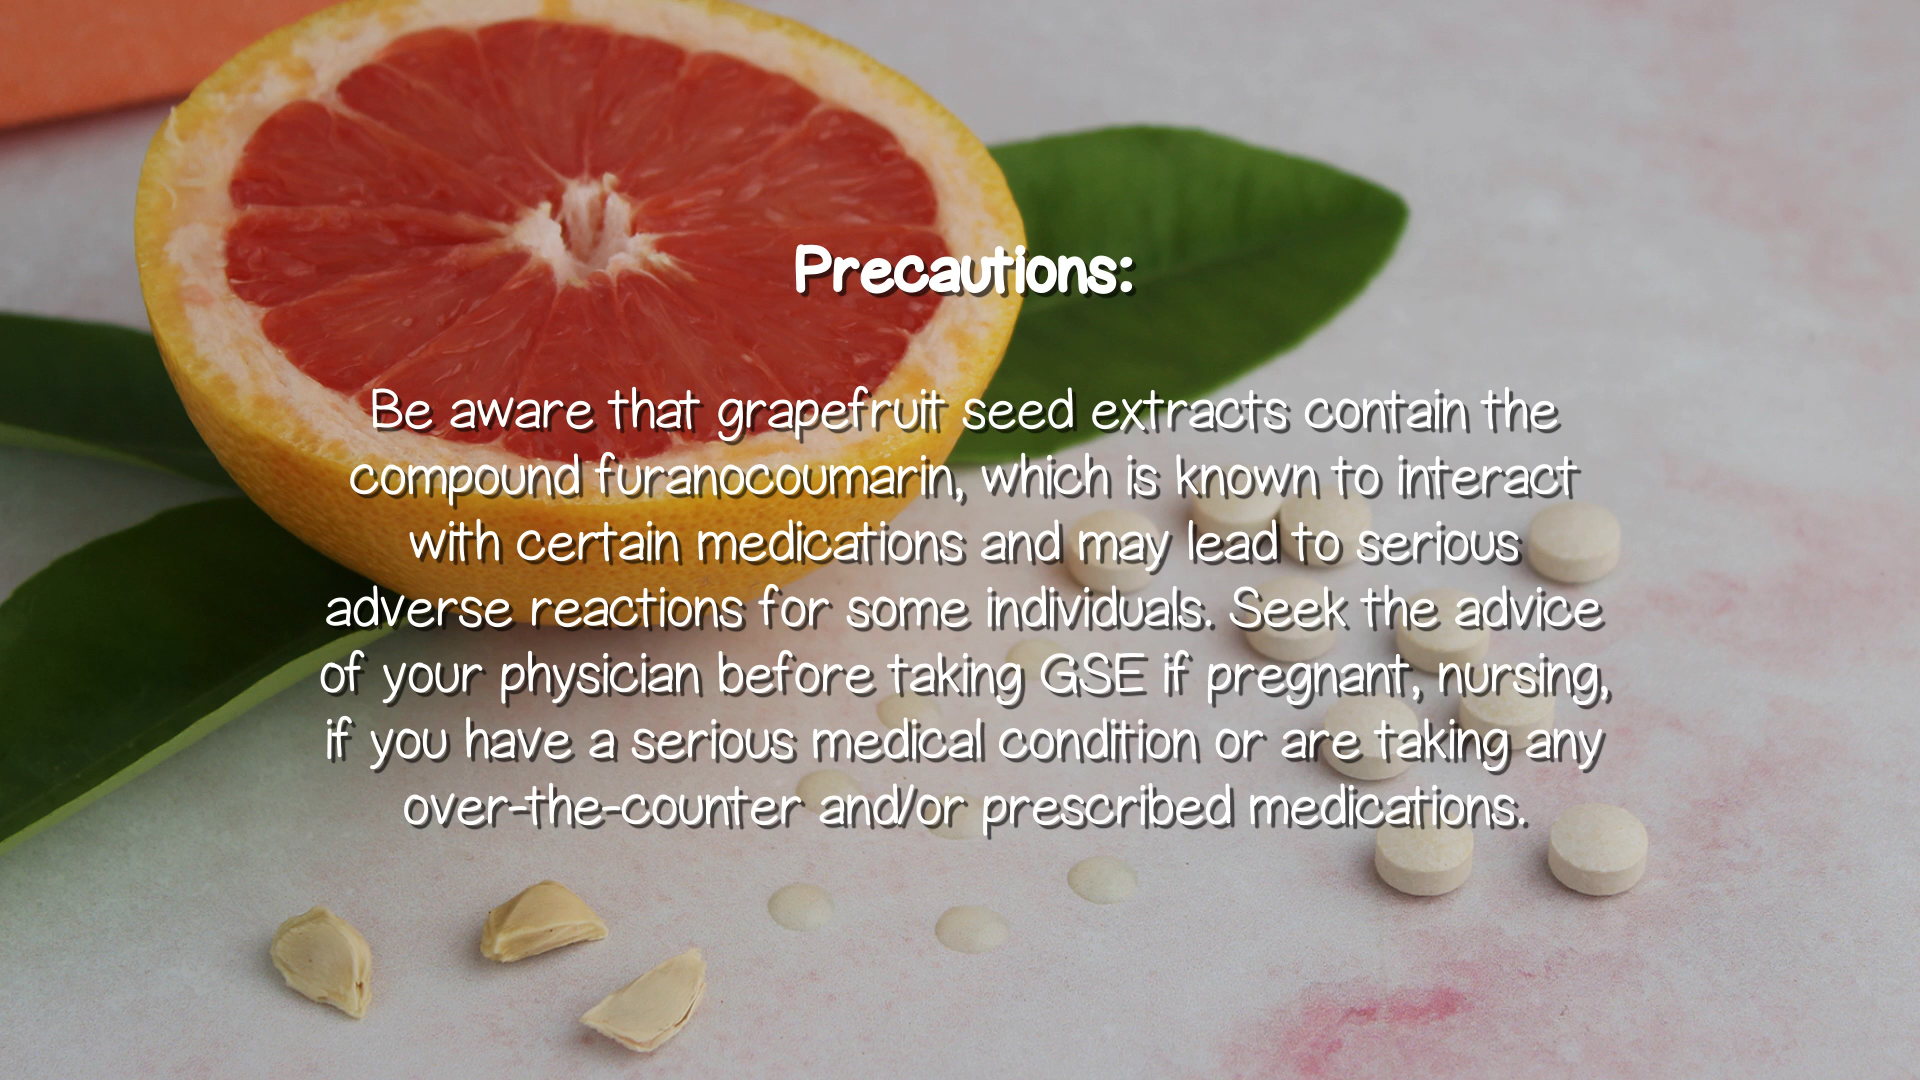 Precautions:
Be aware that grapefruit seed extracts contain the
compound furanocoumarin, which is known to interact
with certain medications and may lead to serious
adverse reactions for some individuals. Seek the advice
of your physician before taking GSE if pregnant, nursing,
if you have a serious medical condition or are taking any
over-the-counter and/or prescribed medications.